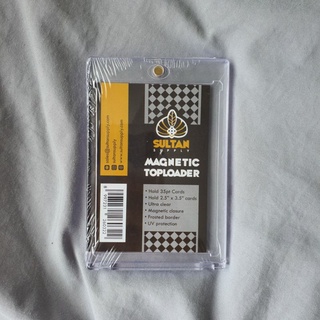 SULTAN
SUPPLY
MAGNETIC
TOPLOADER
• Hold 35pt Cards
• Hold 2.5" x 3.5" cards
• Ultra clear
• Magnetic closure
• Frosted border
• UV protection